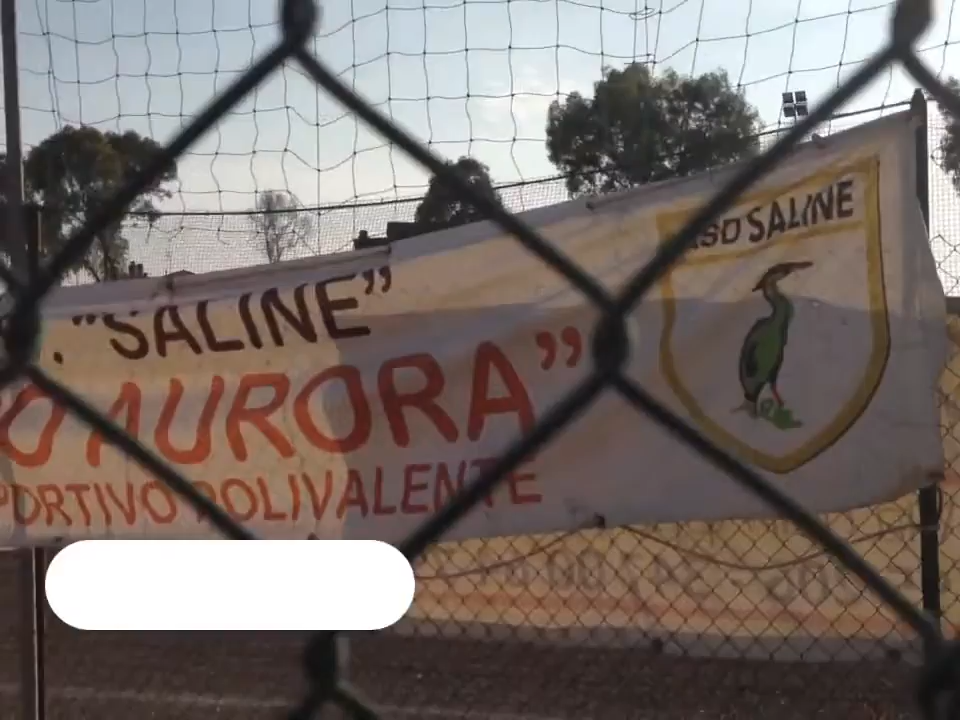 . "SALINE"
O AURORA"
PORTIVO POLIVALENTE
ASD SALINE